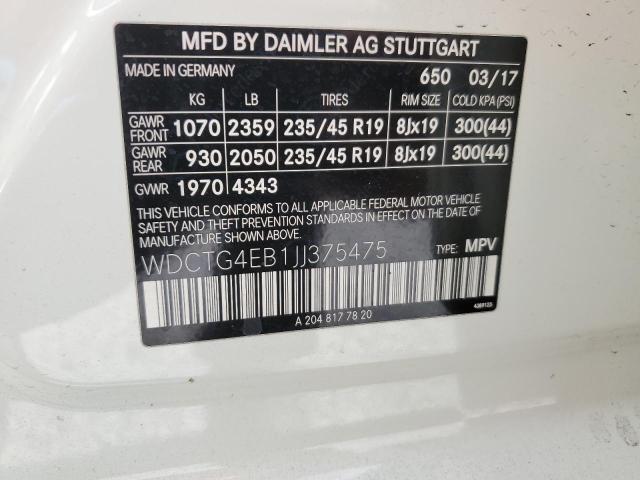 MFD BY DAIMLER AG STUTTGART
MADE IN GERMANY 650 03/17
KG LB TIRES RIM SIZE COLD KPA (PSI)
GAWR FRONT 1070 2359 235/45 R19 8Jx19 300(44)
GAWR REAR 930 2050 235/45 R19 8Jx19 300(44)
GVWR 1970 4343
THIS VEHICLE CONFORMS TO ALL APPLICABLE FEDERAL MOTOR VEHICLE
SAFETY AND THEFT PREVENTION STANDARDS IN EFFECT ON THE DATE OF
MANUFACTURE SHOWN ABOVE.
WDCTG4EB1JJ375475 TYPE: MPV
A 204 817 78 20